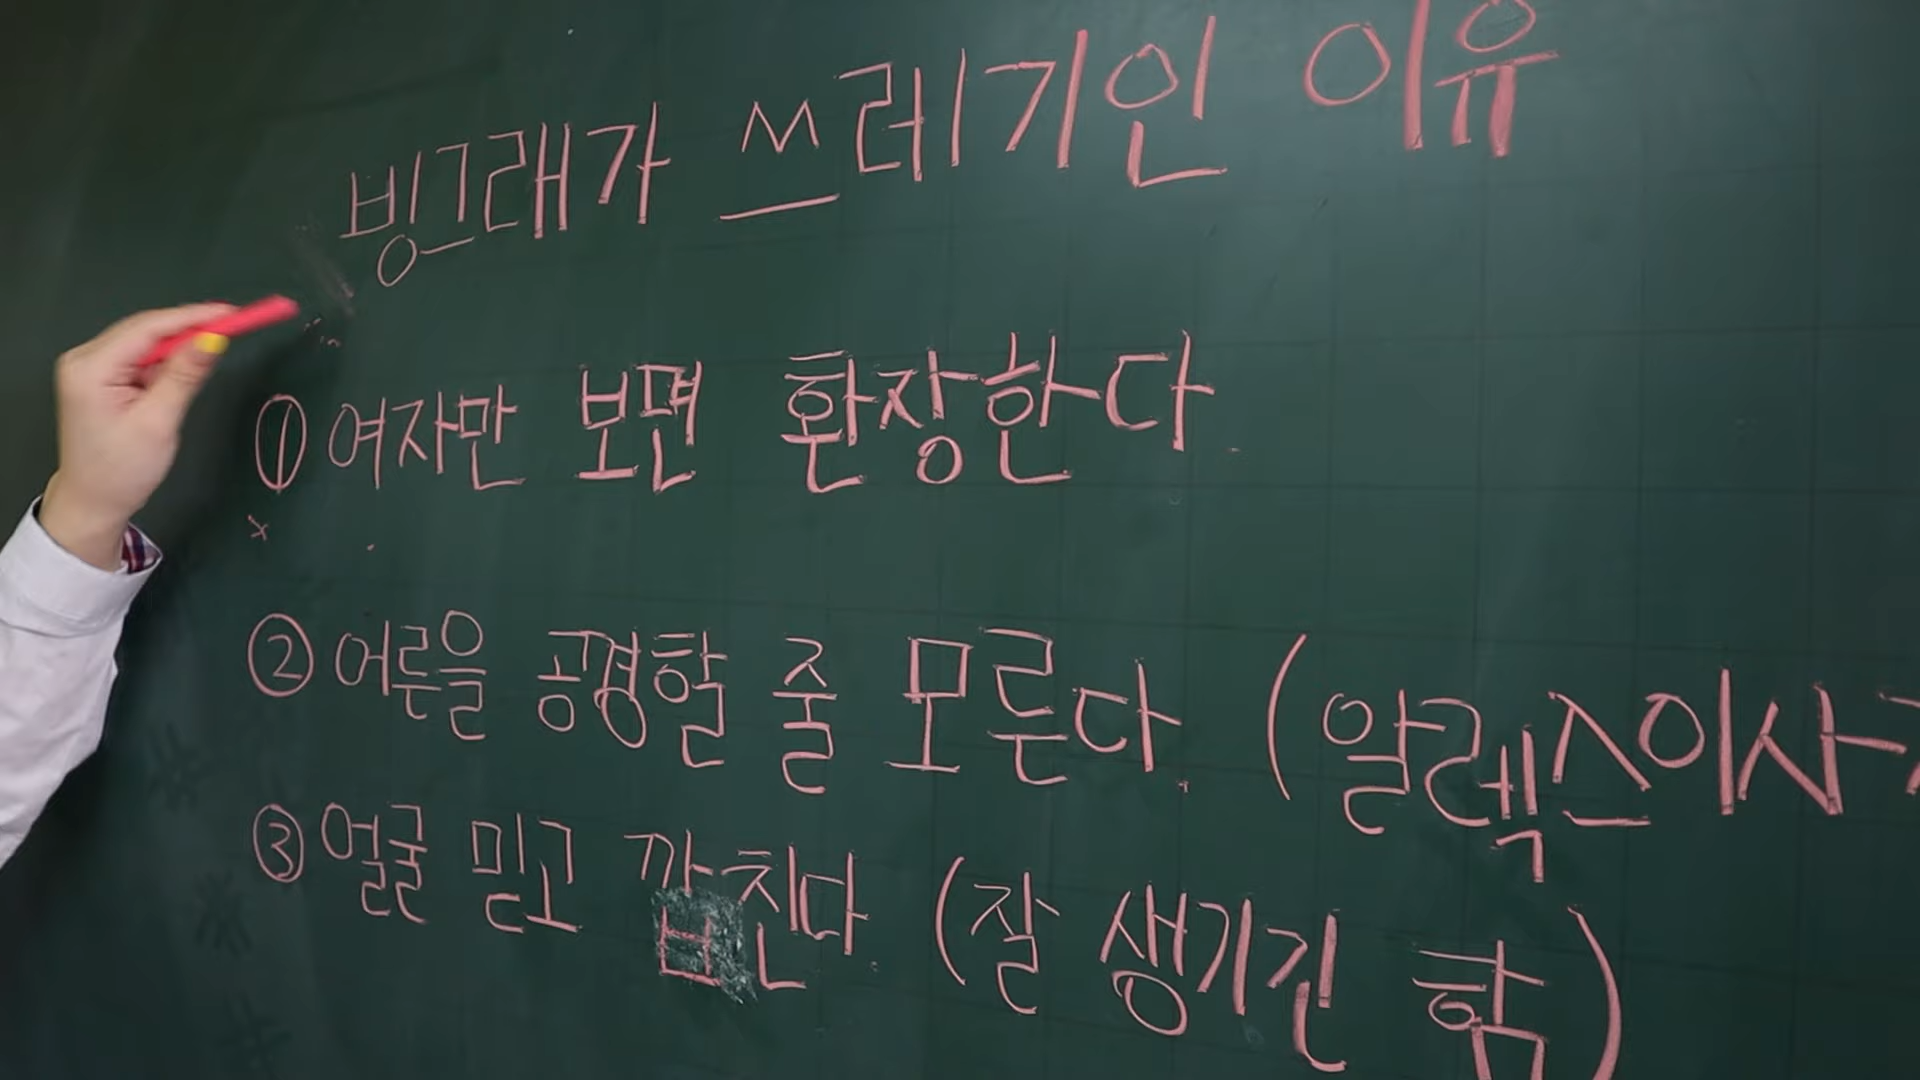 빙그래가 쓰레기인 이유
① 여자만 보면 환장한다.
② 어른을 공경할 줄 모른다. (알렉스이사
③ 얼굴 믿고 깝친다. (잘 생기긴 함)